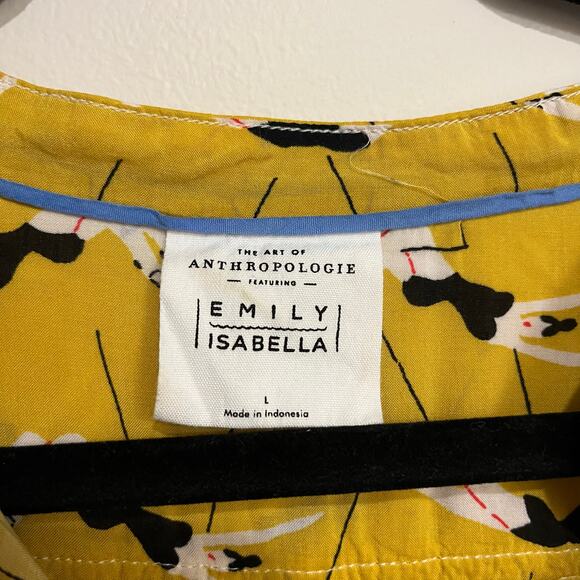 THE ART OF
ANTHROPOLOGIE
FEATURING
EMILY
ISABELLA
L
Made in Indonesia